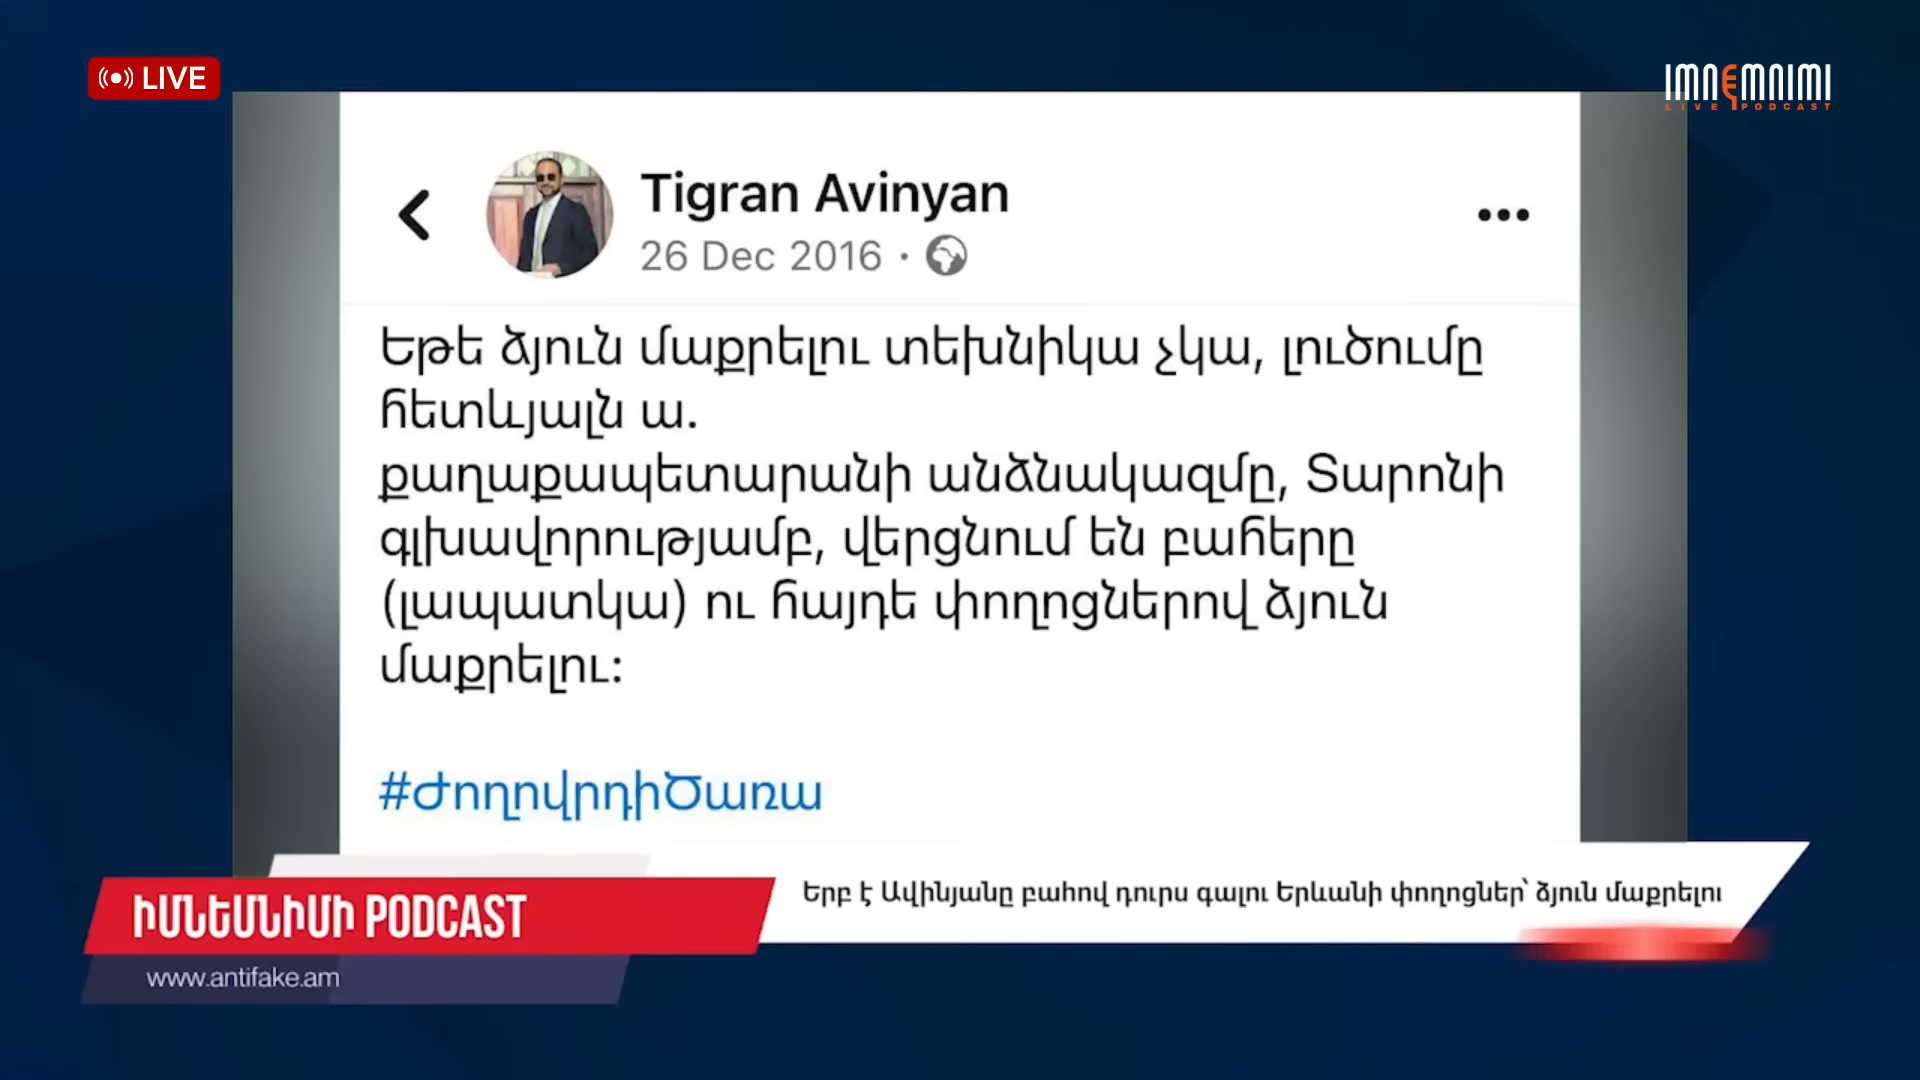 LIVE
ԻՄՆԵՄՆԻՄԻ
LIVE PODCAST
Tigran Avinyan
26 Dec 2016 ·
Եթե ձյուն մաքրելու տեխնիկա չկա, լուծումը
հետևյալն ա.
քաղաքապետարանի անձնակազմը, Տարոնի
գլխավորությամբ, վերցնում են բահերը
(լապատկա) ու հայդե փողոցներով ձյուն
մաքրելու:
#ԺողովրդիԾառա
Երբ է Ավինյանը բահով դուրս գալու Երևանի փողոցներ՝ ձյուն մաքրելու
ԻՄՆԵՄՆԻՄԻ PODCAST
www.antifake.am